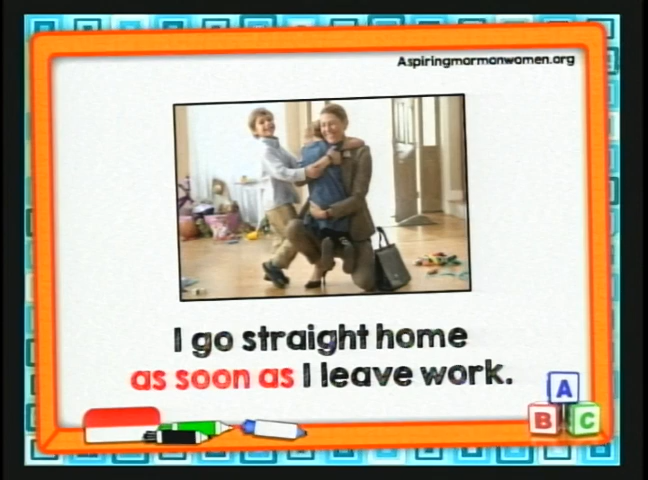 Aspiringmormonwomen.org
I go straight home
as soon as I leave work.
A
B C